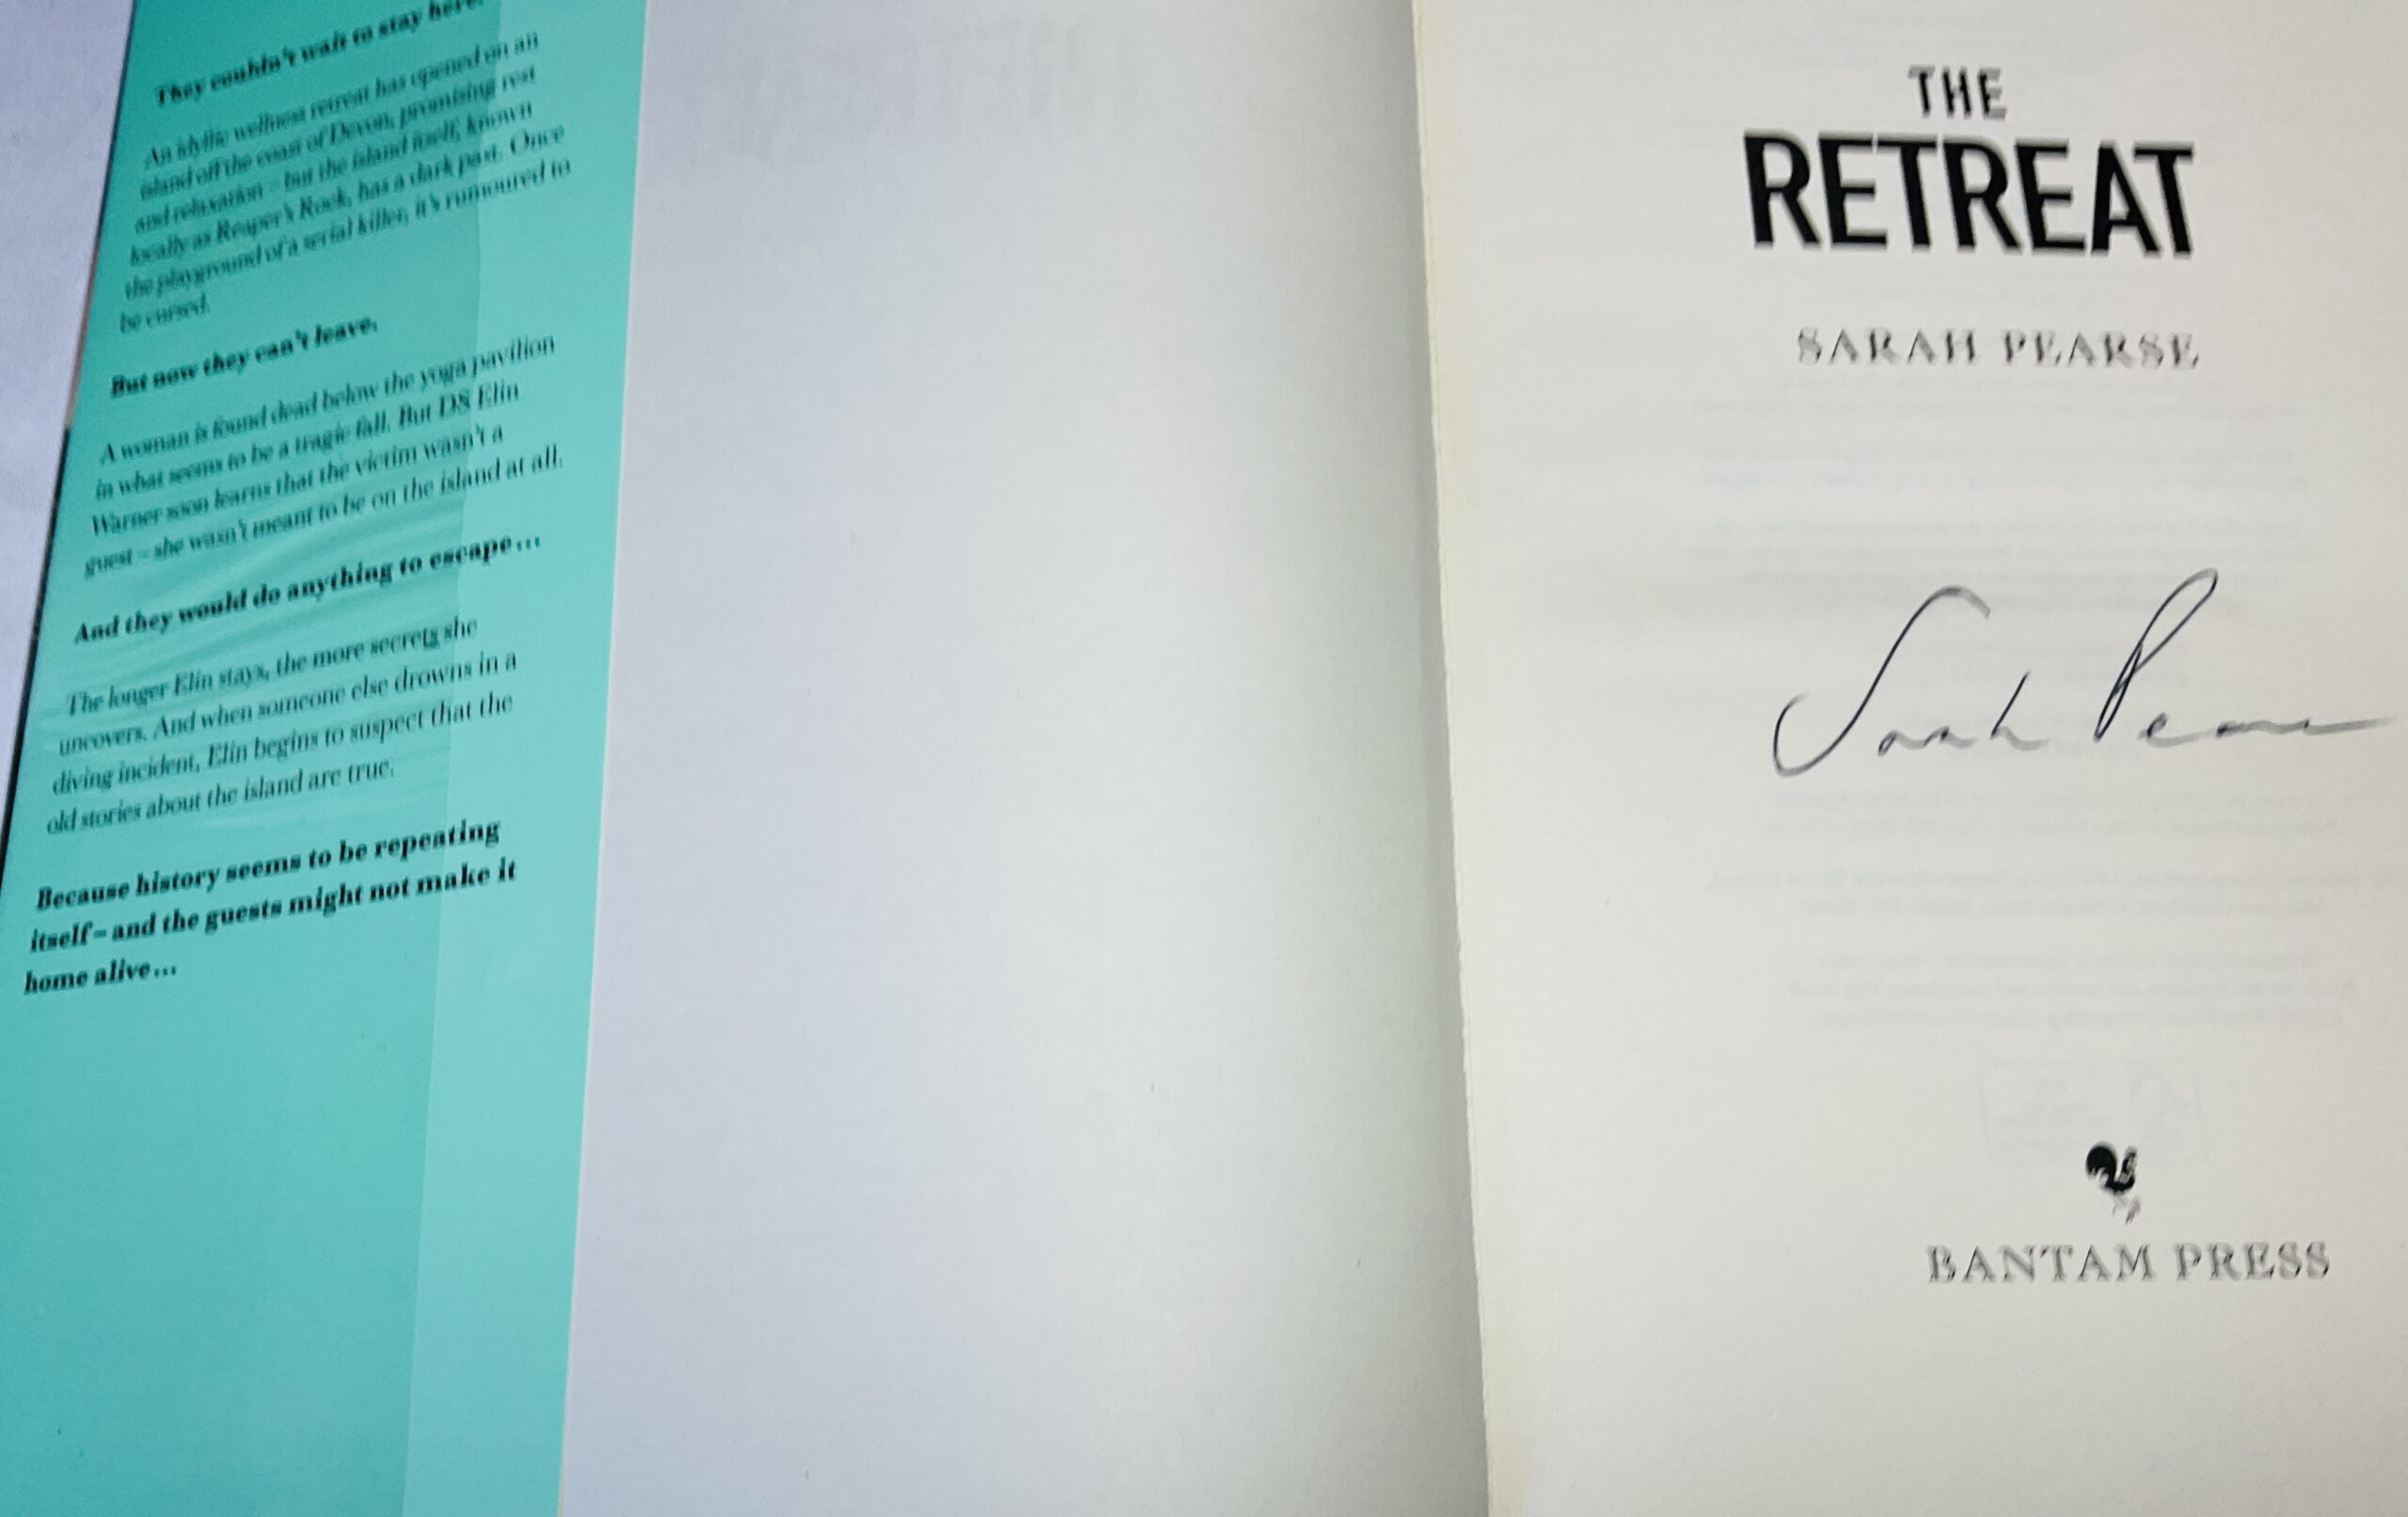 They couldn't wait to stay here.
An idyllic wellness retreat has opened on an
island off the coast of Devon, promising rest
and relaxation – but the island itself, known
locally as Reaper's Rock, has a dark past. Once
the playground of a serial killer, it's rumoured to
be cursed.
But now they can't leave.
A woman is found dead below the yoga pavilion
in what seems to be a tragic fall. But DS Elin
Warner soon learns that the victim wasn't a
guest – she wasn't meant to be on the island at all.
And they would do anything to escape...
The longer Elin stays, the more secrets she
uncovers. And when someone else drowns in a
diving incident, Elin begins to suspect that the
old stories about the island are true.
Because history seems to be repeating
itself – and the guests might not make it
home alive...
THE
RETREAT
SARAH PEARSE
Sarah Pearse
BANTAM PRESS